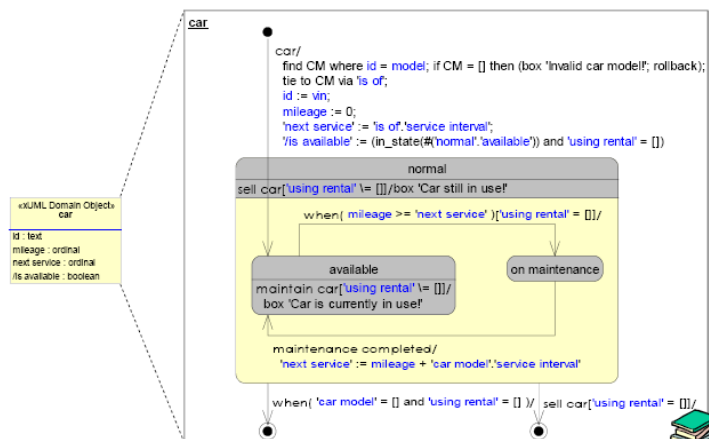 car
car/
find CM where id = model; if CM = [] then (box 'Invalid car model!'; rollback);
tie to CM via 'is of';
id := vin;
mileage := 0;
'next service' := 'is of'.'service interval';
'/is available' := (in_state(#('normal'.'available')) and 'using rental' = [])
normal
sell car['using rental' \= []]/box 'Car still in use!'
«xUML Domain Object»
car
id : text
mileage : ordinal
next service : ordinal
/is available : boolean
when( mileage >= 'next service' )['using rental' = []]/
available
maintain car['using rental' \= []]/
box 'Car is currently in use!'
on maintenance
maintenance completed/
'next service' := mileage + 'car model'.'service interval'
when( 'car model' = [] and 'using rental' = [] )/
sell car['using rental' = []]/